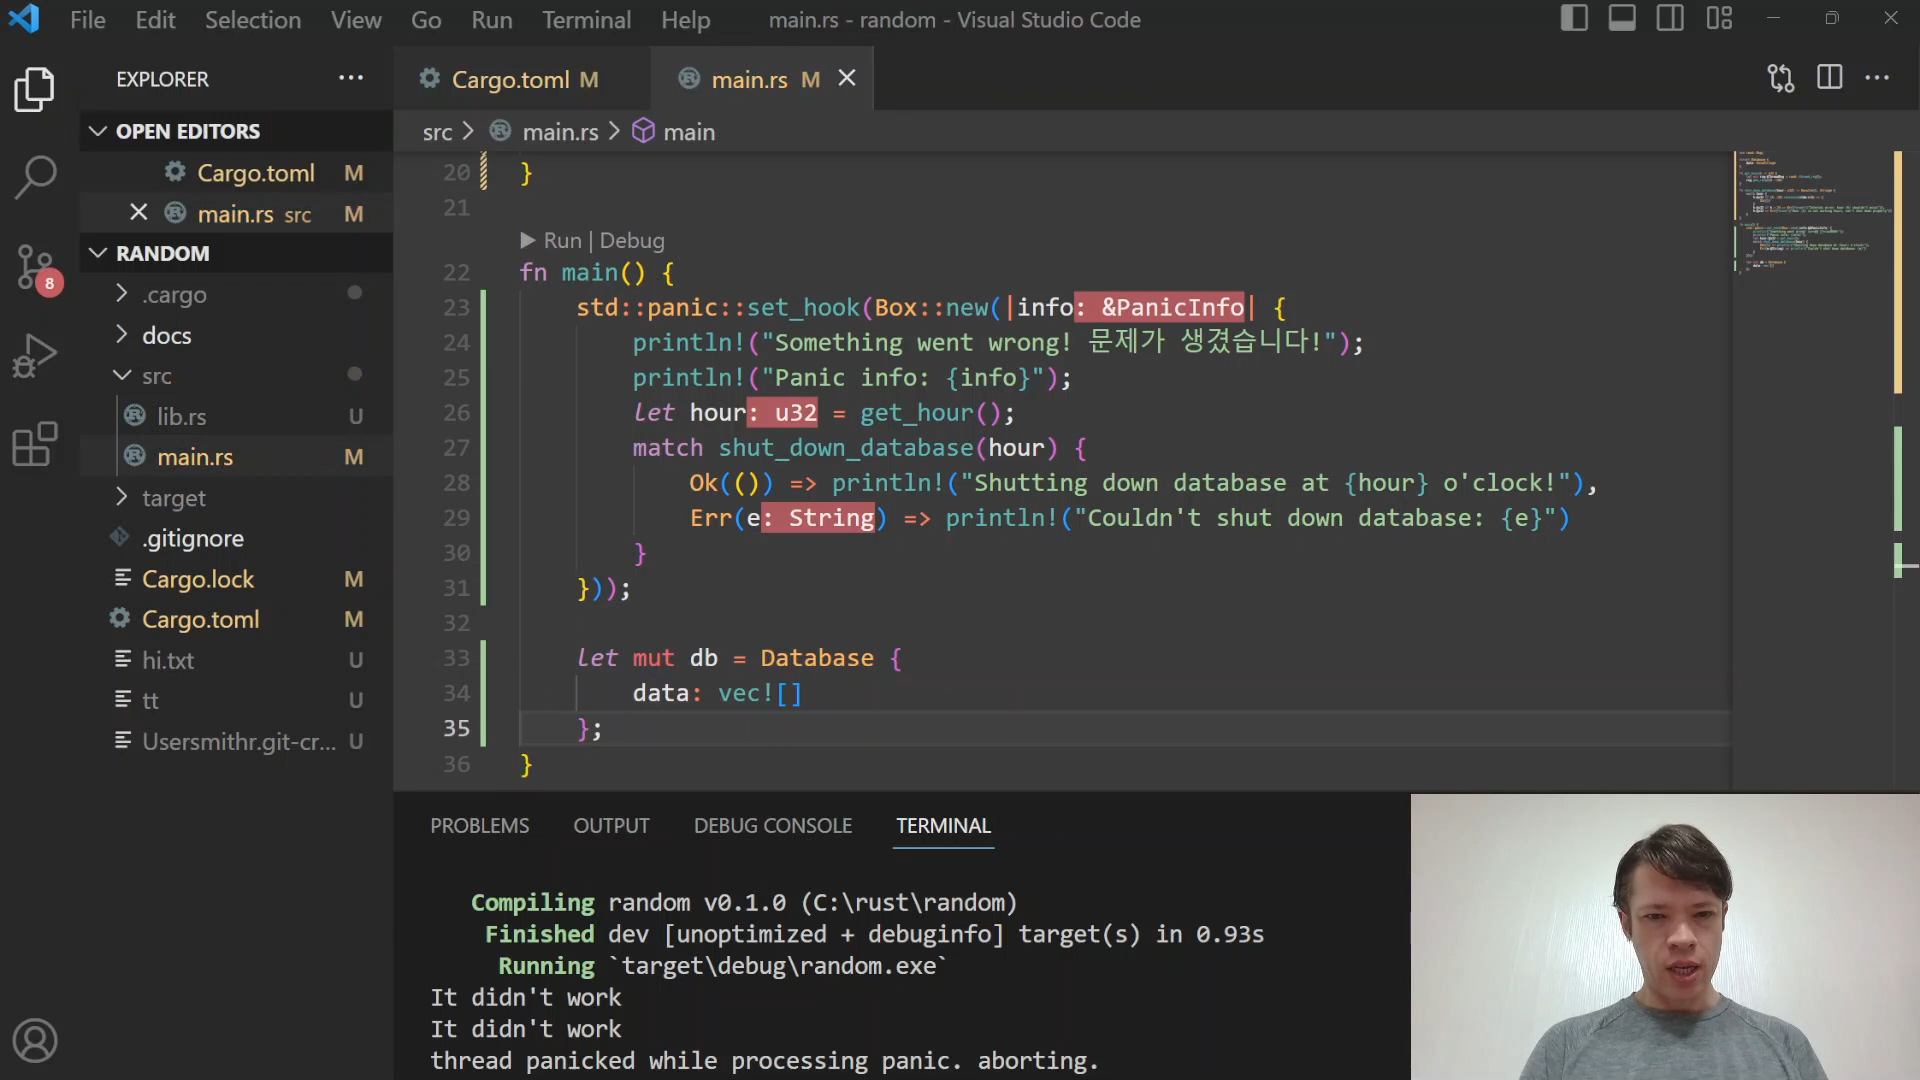 File Edit Selection View Go Run Terminal Help main.rs - random - Visual Studio Code
EXPLORER
OPEN EDITORS
Cargo.toml M
main.rs src M
RANDOM
.cargo
docs
src
lib.rs U
main.rs M
target
.gitignore
Cargo.lock M
Cargo.toml M
hi.txt U
tt U
Usersmithr.git-cr... U
8
Cargo.toml M
main.rs M
src > main.rs > main
20 }
21
Run | Debug
22 fn main() {
23 std::panic::set_hook(Box::new(|info: &PanicInfo| {
24 println!("Something went wrong! 문제가 생겼습니다!");
25 println!("Panic info: {info}");
26 let hour: u32 = get_hour();
27 match shut_down_database(hour) {
28 Ok(()) => println!("Shutting down database at {hour} o'clock!"),
29 Err(e: String) => println!("Couldn't shut down database: {e}")
30 }
31 }));
32
33 let mut db = Database {
34 data: vec![]
35 };
36 }
PROBLEMS OUTPUT DEBUG CONSOLE TERMINAL
Compiling random v0.1.0 (C:\rust\random)
Finished dev [unoptimized + debuginfo] target(s) in 0.93s
Running `target\debug\random.exe`
It didn't work
It didn't work
thread panicked while processing panic. aborting.